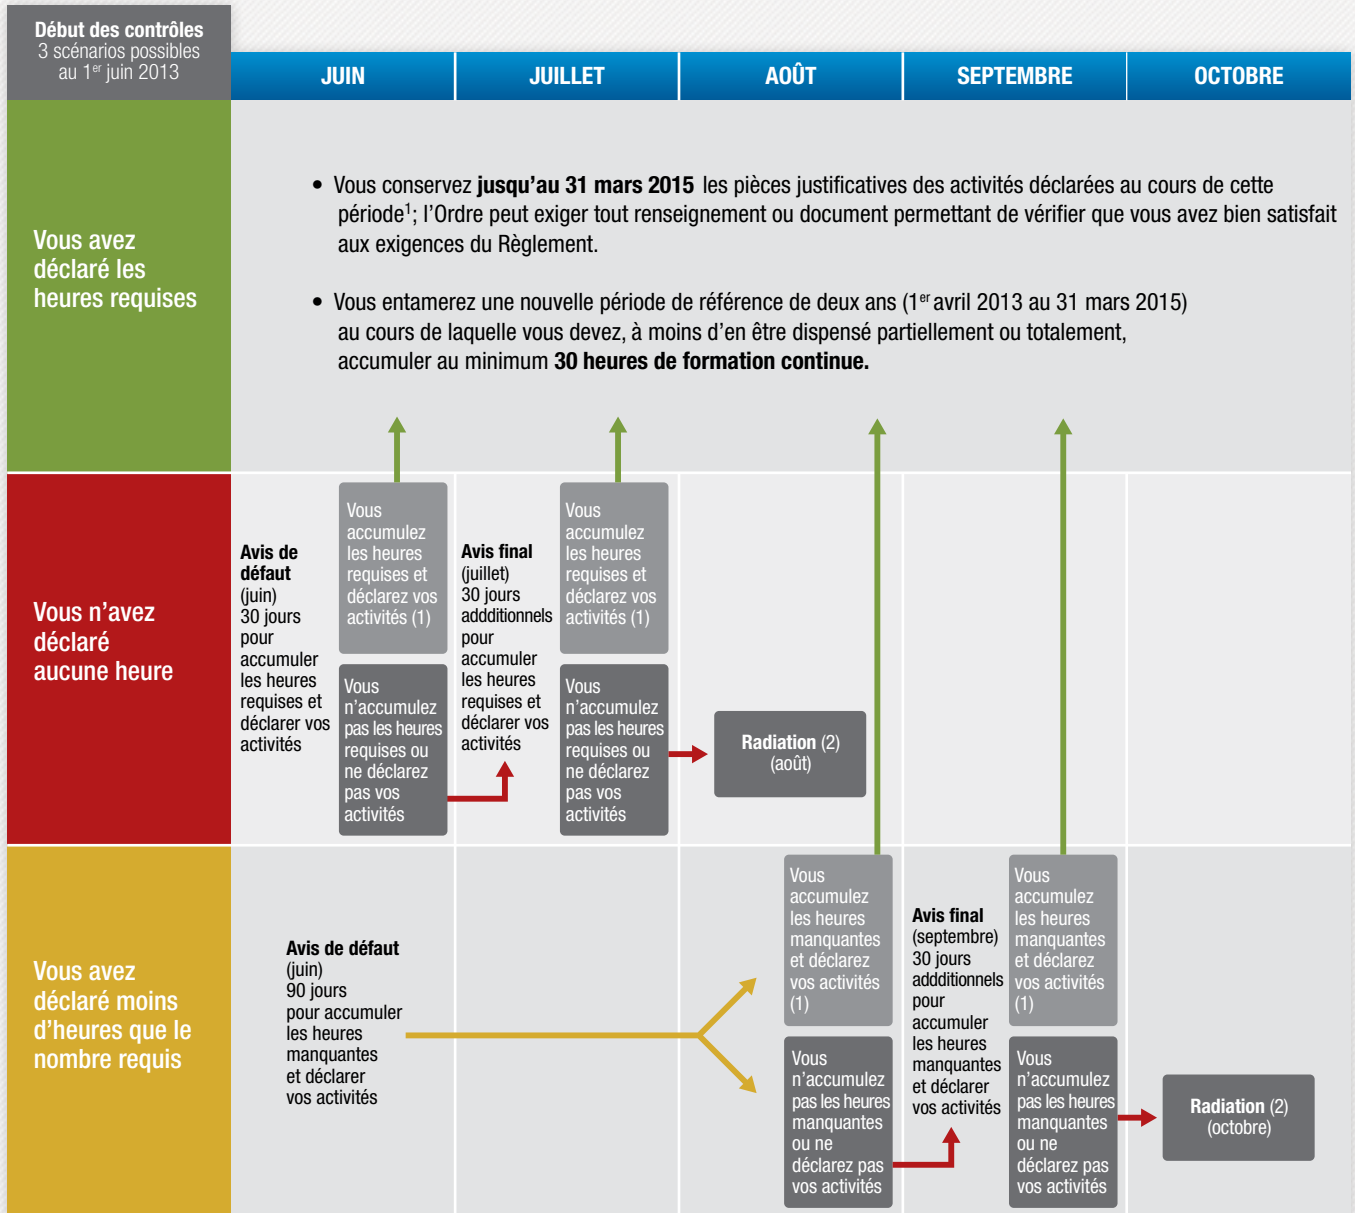 Début des contrôles
3 scénarios possibles
au 1er juin 2013
JUIN
JUILLET
AOÛT
SEPTEMBRE
OCTOBRE
Vous avez
déclaré les
heures requises
• Vous conservez jusqu'au 31 mars 2015 les pièces justificatives des activités déclarées au cours de cette
période1; l'Ordre peut exiger tout renseignement ou document permettant de vérifier que vous avez bien satisfait
aux exigences du Règlement.
• Vous entamerez une nouvelle période de référence de deux ans (1er avril 2013 au 31 mars 2015)
au cours de laquelle vous devez, à moins d'en être dispensé partiellement ou totalement,
accumuler au minimum 30 heures de formation continue.
Vous n'avez
déclaré
aucune heure
Avis de
défaut
(juin)
30 jours
pour
accumuler
les heures
requises et
déclarer vos
activités
Vous
accumulez
les heures
requises et
déclarez vos
activités (1)
Vous
n'accumulez
pas les heures
requises ou
ne déclarez
pas vos
activités
Avis final
(juillet)
30 jours
addditionnels
pour
accumuler
les heures
requises et
déclarer vos
activités
Vous
accumulez
les heures
requises et
déclarez vos
activités (1)
Vous
n'accumulez
pas les heures
requises ou
ne déclarez
pas vos
activités
Radiation (2)
(août)
Vous avez
déclaré moins
d'heures que le
nombre requis
Avis de défaut
(juin)
90 jours
pour accumuler
les heures
manquantes
et déclarer
vos activités
Vous
accumulez
les heures
manquantes
et déclarez
vos activités
(1)
Vous
n'accumulez
pas les heures
manquantes
ou ne
déclarez pas
vos activités
Avis final
(septembre)
30 jours
addditionnels
pour
accumuler
les heures
manquantes
et déclarer
vos activités
Vous
accumulez
les heures
manquantes
et déclarez
vos activités
(1)
Vous
n'accumulez
pas les heures
manquantes
ou ne
déclarez pas
vos activités
Radiation (2)
(octobre)